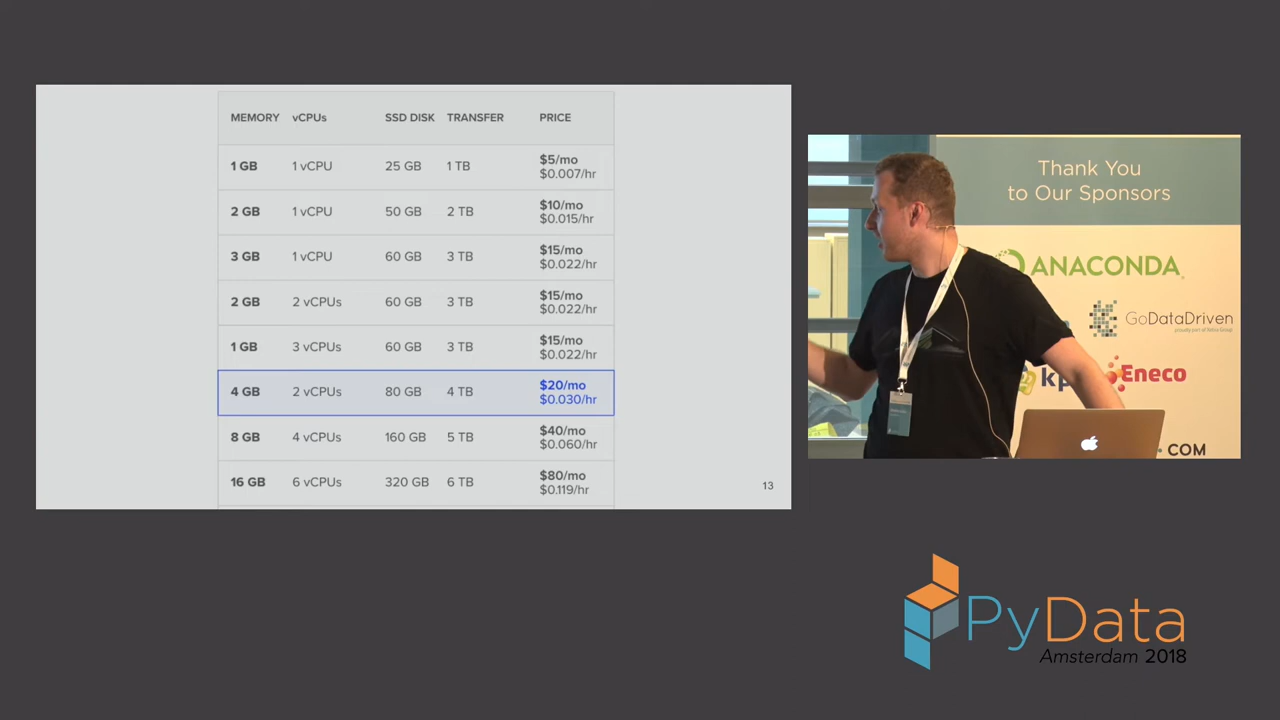 MEMORY vCPUs SSD DISK TRANSFER PRICE
1 GB 1 vCPU 25 GB 1 TB $5/mo
$0.007/hr
2 GB 1 vCPU 50 GB 2 TB $10/mo
$0.015/hr
3 GB 1 vCPU 60 GB 3 TB $15/mo
$0.022/hr
2 GB 2 vCPUs 60 GB 3 TB $15/mo
$0.022/hr
1 GB 3 vCPUs 60 GB 3 TB $15/mo
$0.022/hr
4 GB 2 vCPUs 80 GB 4 TB $20/mo
$0.030/hr
8 GB 4 vCPUs 160 GB 5 TB $40/mo
$0.060/hr
16 GB 6 vCPUs 320 GB 6 TB $80/mo
$0.119/hr
13
Thank You
to Our Sponsors
ANACONDA
GoDataDriven
Eneco
COM
PyData
Amsterdam 2018